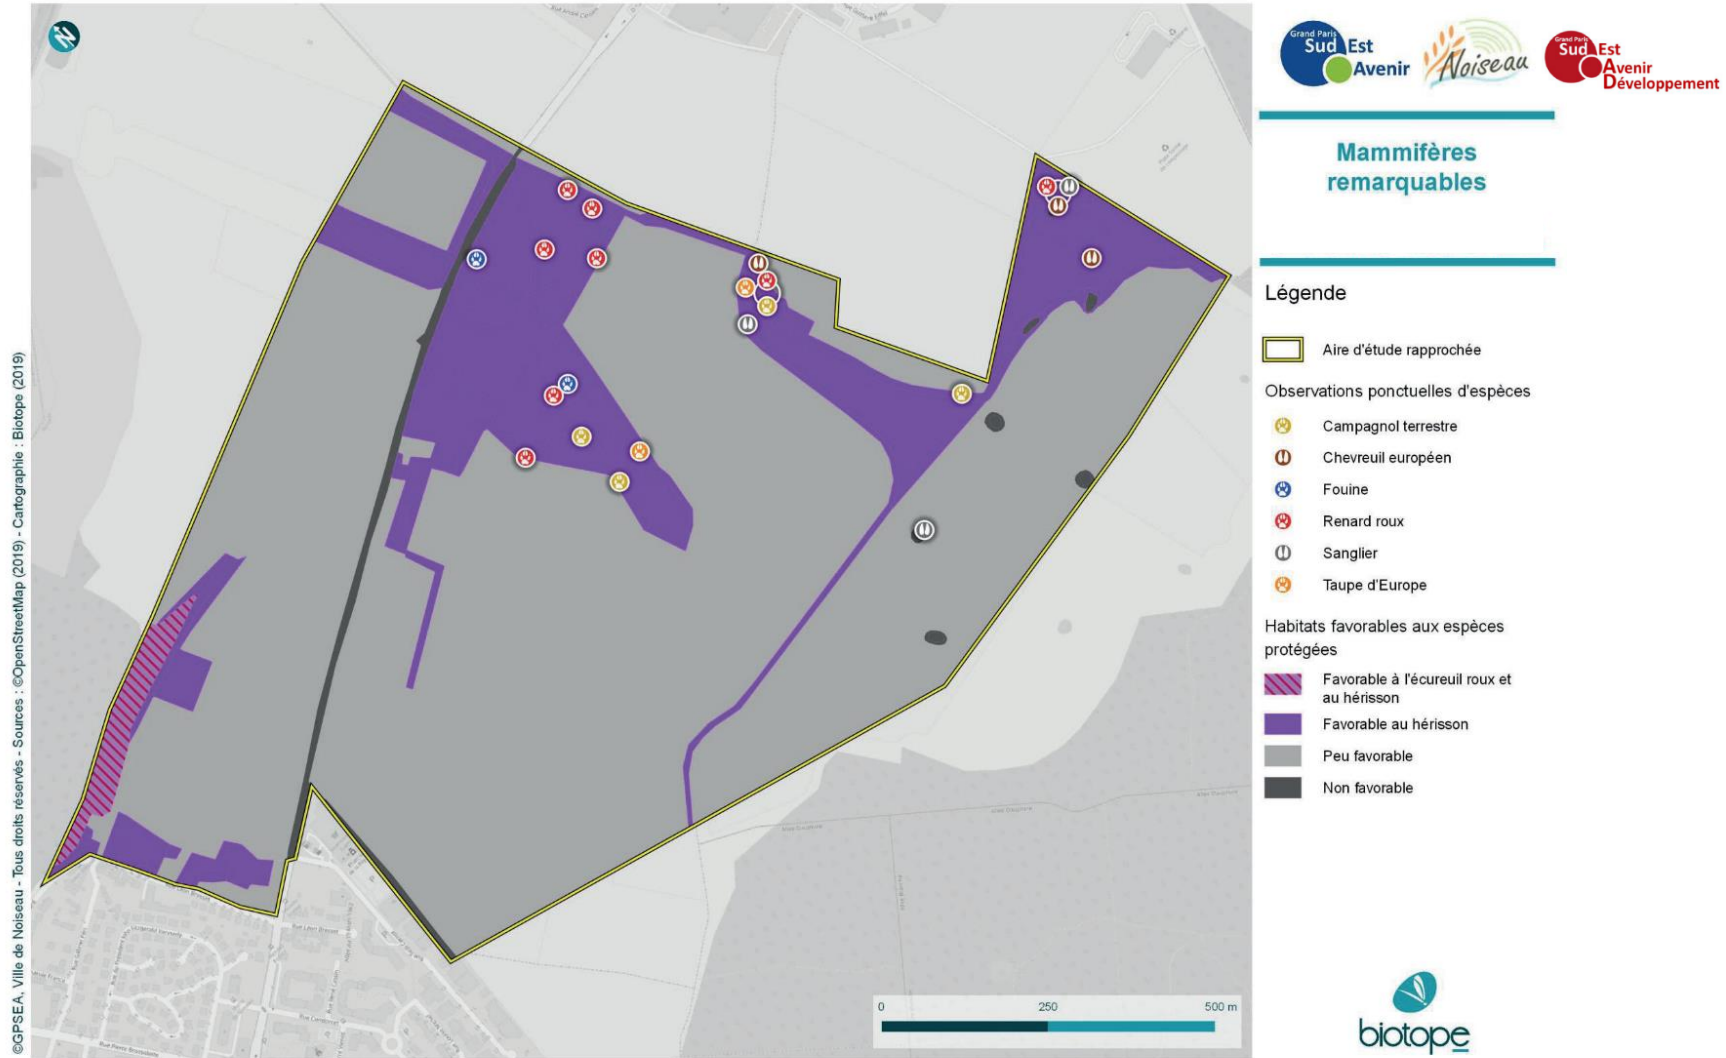 Grand Paris
Sud Est
Avenir
Noiseau
Grand Paris
Sud Est
Avenir
Développement
Mammifères
remarquables
Légende
Aire d'étude rapprochée
Observations ponctuelles d'espèces
Campagnol terrestre
Chevreuil européen
Fouine
Renard roux
Sanglier
Taupe d'Europe
Habitats favorables aux espèces
protégées
Favorable à l'écureuil roux et
au hérisson
Favorable au hérisson
Peu favorable
Non favorable
biotope
0 250 500 m
©GPSEA, Ville de Noiseau - Tous droits réservés - Sources : ©OpenStreetMap (2019) - Cartographie : Biotope (2019)
N